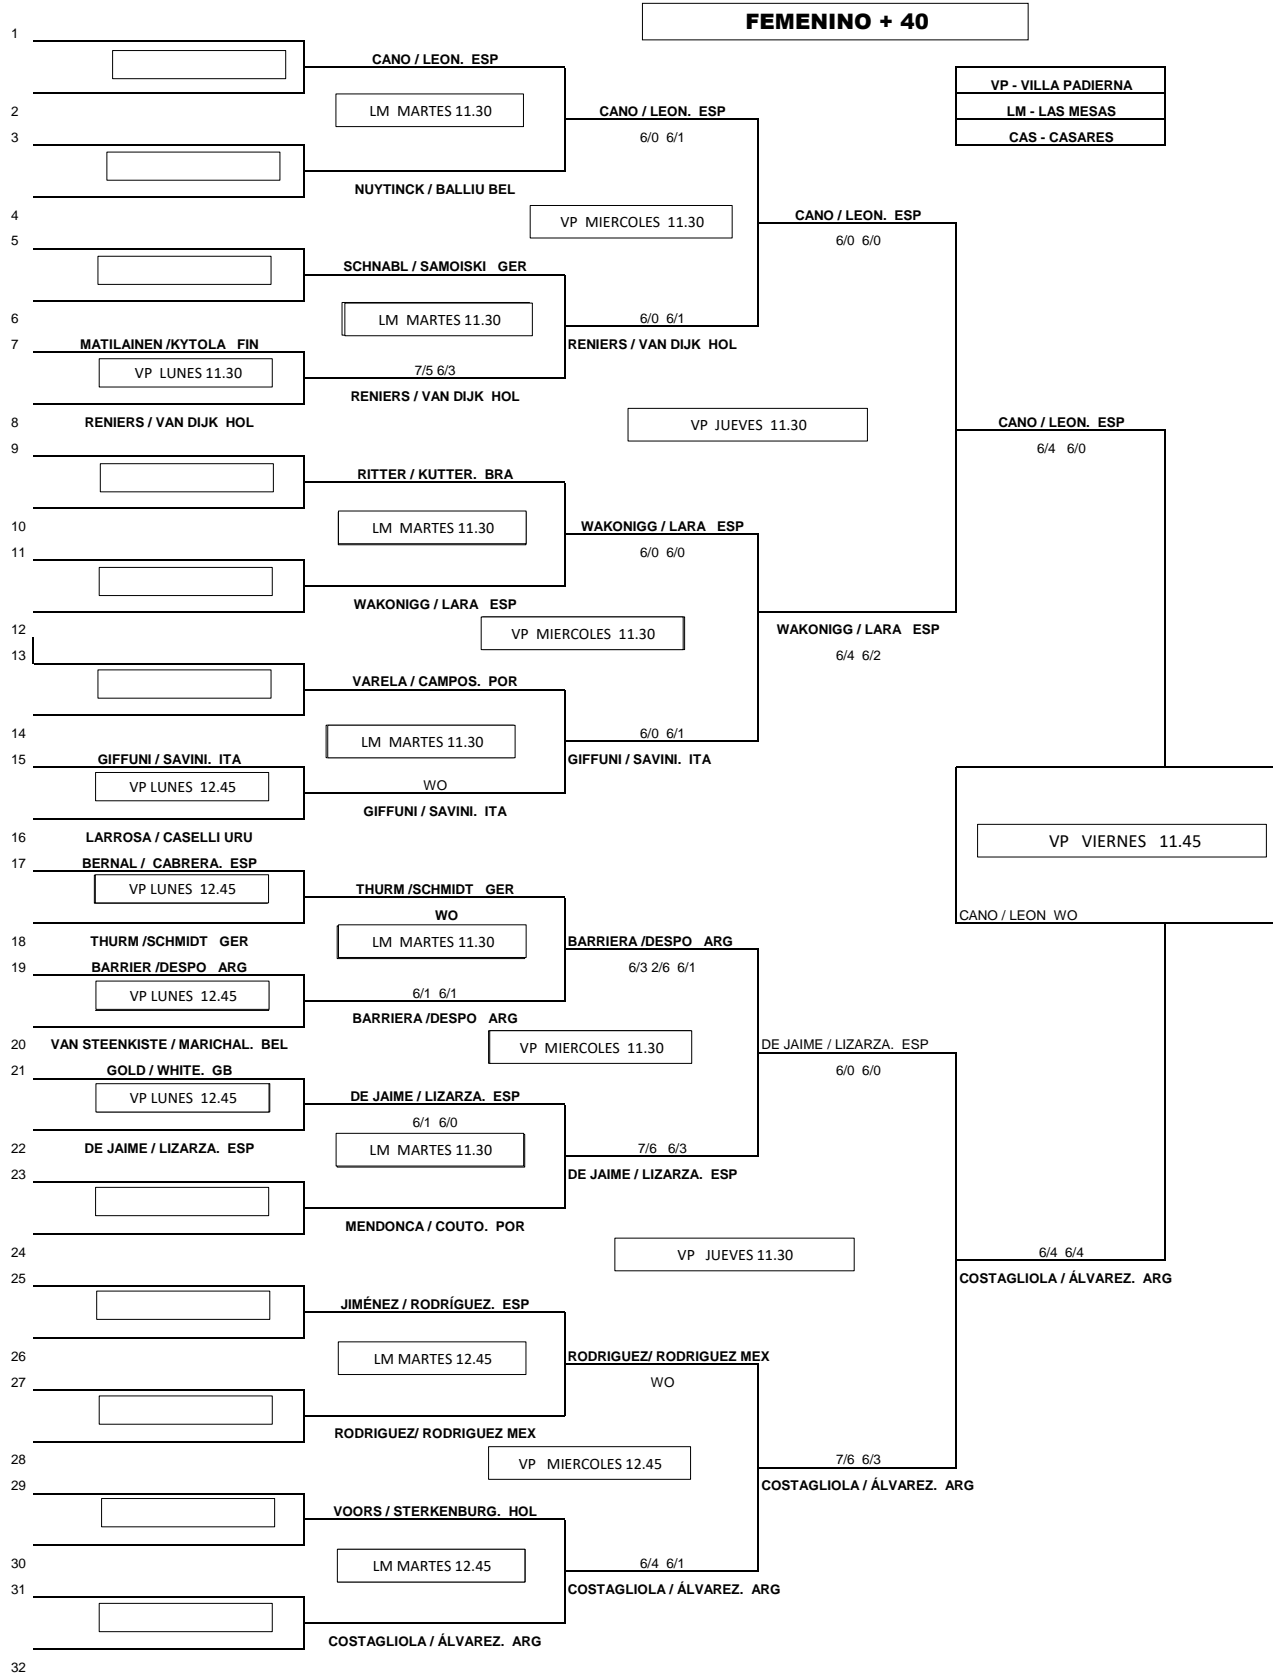 FEMENINO + 40
1
CANO / LEON. ESP
VP - VILLA PADIERNA
2
LM MARTES 11.30
CANO / LEON. ESP
LM - LAS MESAS
3
6/0 6/1
CAS - CASARES
NUYTINCK / BALLIU BEL
4
VP MIERCOLES 11.30
CANO / LEON. ESP
5
6/0 6/0
SCHNABL / SAMOISKI GER
6
LM MARTES 11.30
6/0 6/1
7
MATILAINEN /KYTOLA FIN
RENIERS / VAN DIJK HOL
VP LUNES 11.30
7/5 6/3
RENIERS / VAN DIJK HOL
8
RENIERS / VAN DIJK HOL
VP JUEVES 11.30
CANO / LEON. ESP
9
6/4 6/0
RITTER / KUTTER. BRA
10
LM MARTES 11.30
WAKONIGG / LARA ESP
11
6/0 6/0
WAKONIGG / LARA ESP
12
VP MIERCOLES 11.30
WAKONIGG / LARA ESP
13
6/4 6/2
VARELA / CAMPOS. POR
14
LM MARTES 11.30
6/0 6/1
15
GIFFUNI / SAVINI. ITA
GIFFUNI / SAVINI. ITA
VP LUNES 12.45
WO
GIFFUNI / SAVINI. ITA
16
LARROSA / CASELLI URU
VP VIERNES 11.45
17
BERNAL / CABRERA. ESP
VP LUNES 12.45
THURM /SCHMIDT GER
WO
CANO / LEON WO
18
THURM /SCHMIDT GER
LM MARTES 11.30
BARRIERA /DESPO ARG
19
BARRIER /DESPO ARG
6/3 2/6 6/1
VP LUNES 12.45
6/1 6/1
BARRIERA /DESPO ARG
20
VAN STEENKISTE / MARICHAL. BEL
VP MIERCOLES 11.30
DE JAIME / LIZARZA. ESP
21
GOLD / WHITE. GB
6/0 6/0
VP LUNES 12.45
DE JAIME / LIZARZA. ESP
6/1 6/0
22
DE JAIME / LIZARZA. ESP
LM MARTES 11.30
7/6 6/3
23
DE JAIME / LIZARZA. ESP
MENDONCA / COUTO. POR
24
VP JUEVES 11.30
6/4 6/4
25
COSTAGLIOLA / ÁLVAREZ. ARG
JIMÉNEZ / RODRÍGUEZ. ESP
26
LM MARTES 12.45
RODRIGUEZ/ RODRIGUEZ MEX
27
WO
RODRIGUEZ/ RODRIGUEZ MEX
28
VP MIERCOLES 12.45
7/6 6/3
29
COSTAGLIOLA / ÁLVAREZ. ARG
VOORS / STERKENBURG. HOL
30
LM MARTES 12.45
6/4 6/1
31
COSTAGLIOLA / ÁLVAREZ. ARG
COSTAGLIOLA / ÁLVAREZ. ARG
32